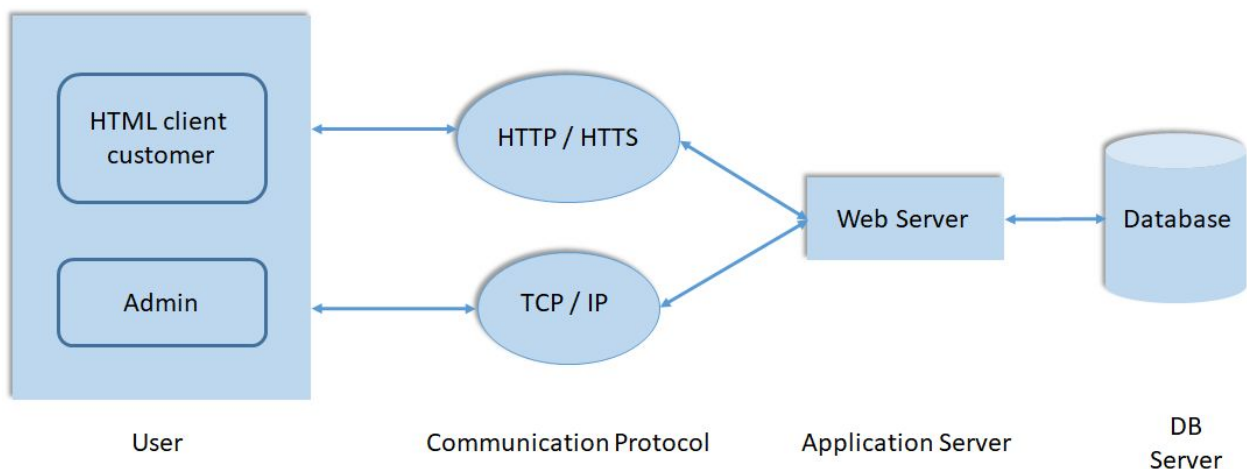 HTML client
customer
HTTP / HTTS
Web Server
Database
Admin
TCP / IP
User
Communication Protocol
Application Server
DB
Server